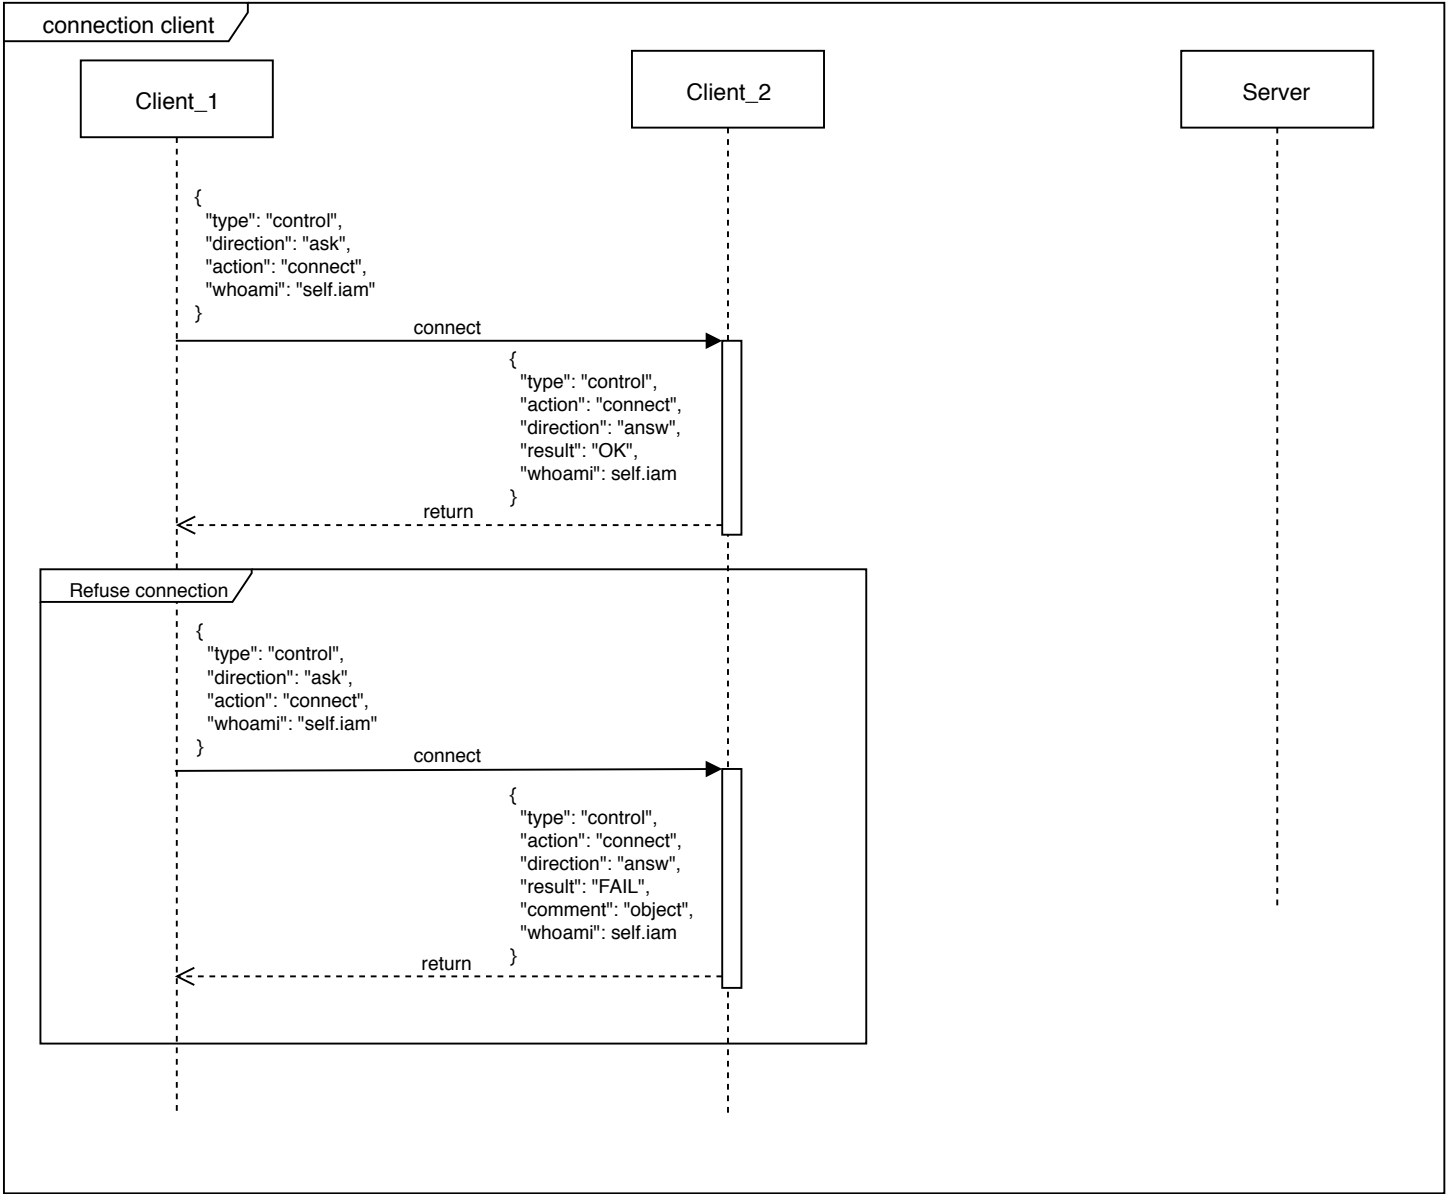 connection client
Client_1
Client_2
Server
{
"type": "control",
"direction": "ask",
"action": "connect",
"whoami": "self.iam"
}
connect
{
"type": "control",
"action": "connect",
"direction": "answ",
"result": "OK",
"whoami": self.iam
}
return
Refuse connection
{
"type": "control",
"direction": "ask",
"action": "connect",
"whoami": "self.iam"
}
connect
{
"type": "control",
"action": "connect",
"direction": "answ",
"result": "FAIL",
"comment": "object",
"whoami": self.iam
}
return